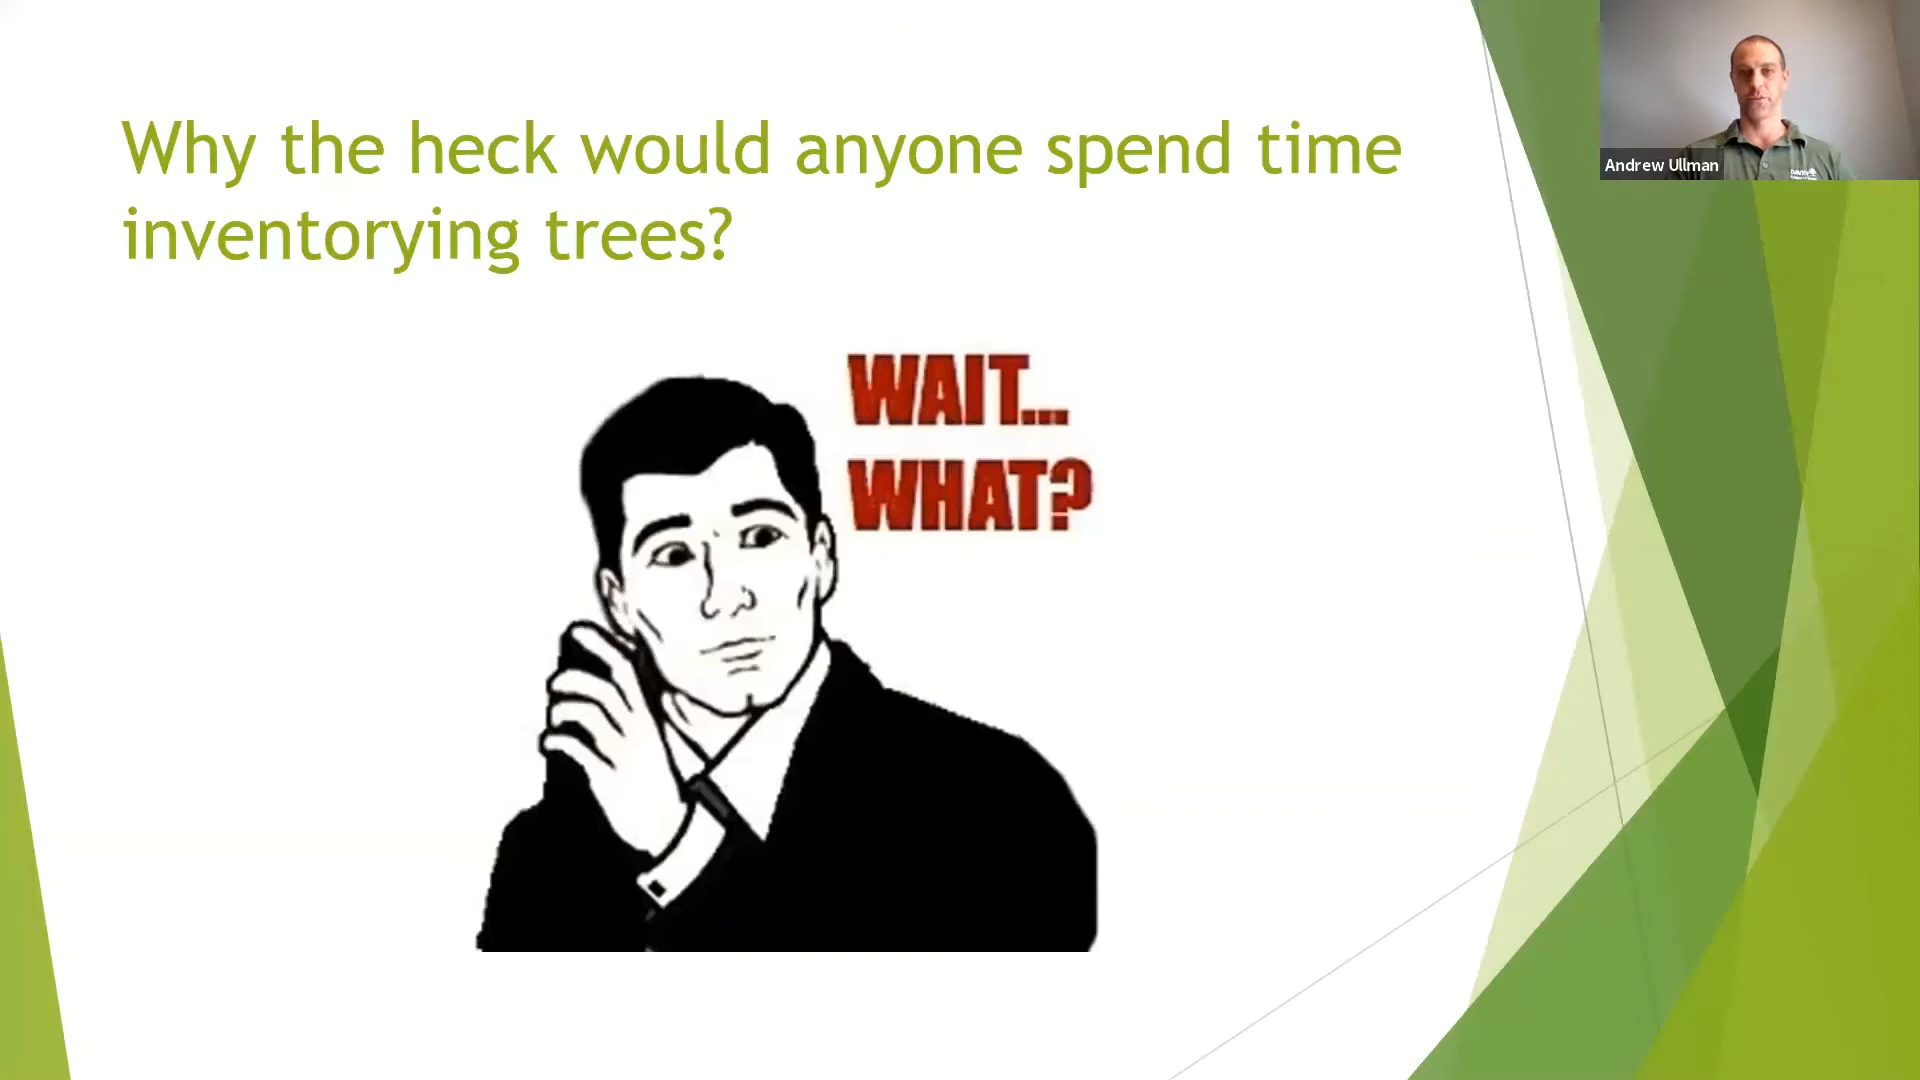 Why the heck would anyone spend time
inventorying trees?
WAIT...
WHAT?
Andrew Ullman